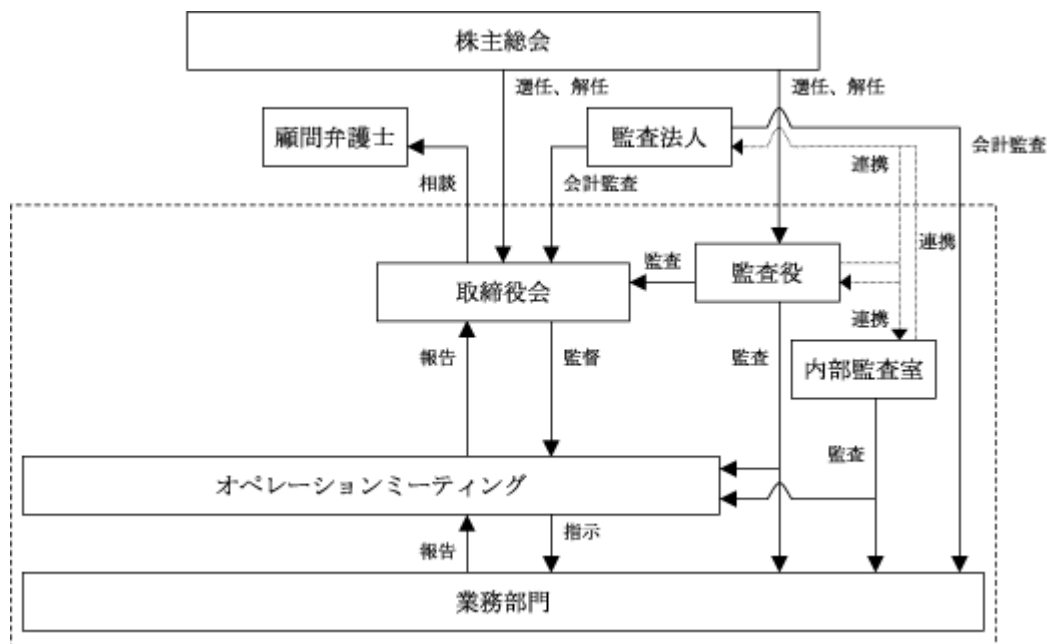 株主総会
選任、解任
選任、解任
顧問弁護士
監査法人
会計監査
相談
会計監査
連携
連携
監査
監査役
取締役会
連携
報告
監督
監査
内部監査室
監査
オペレーションミーティング
報告
指示
業務部門